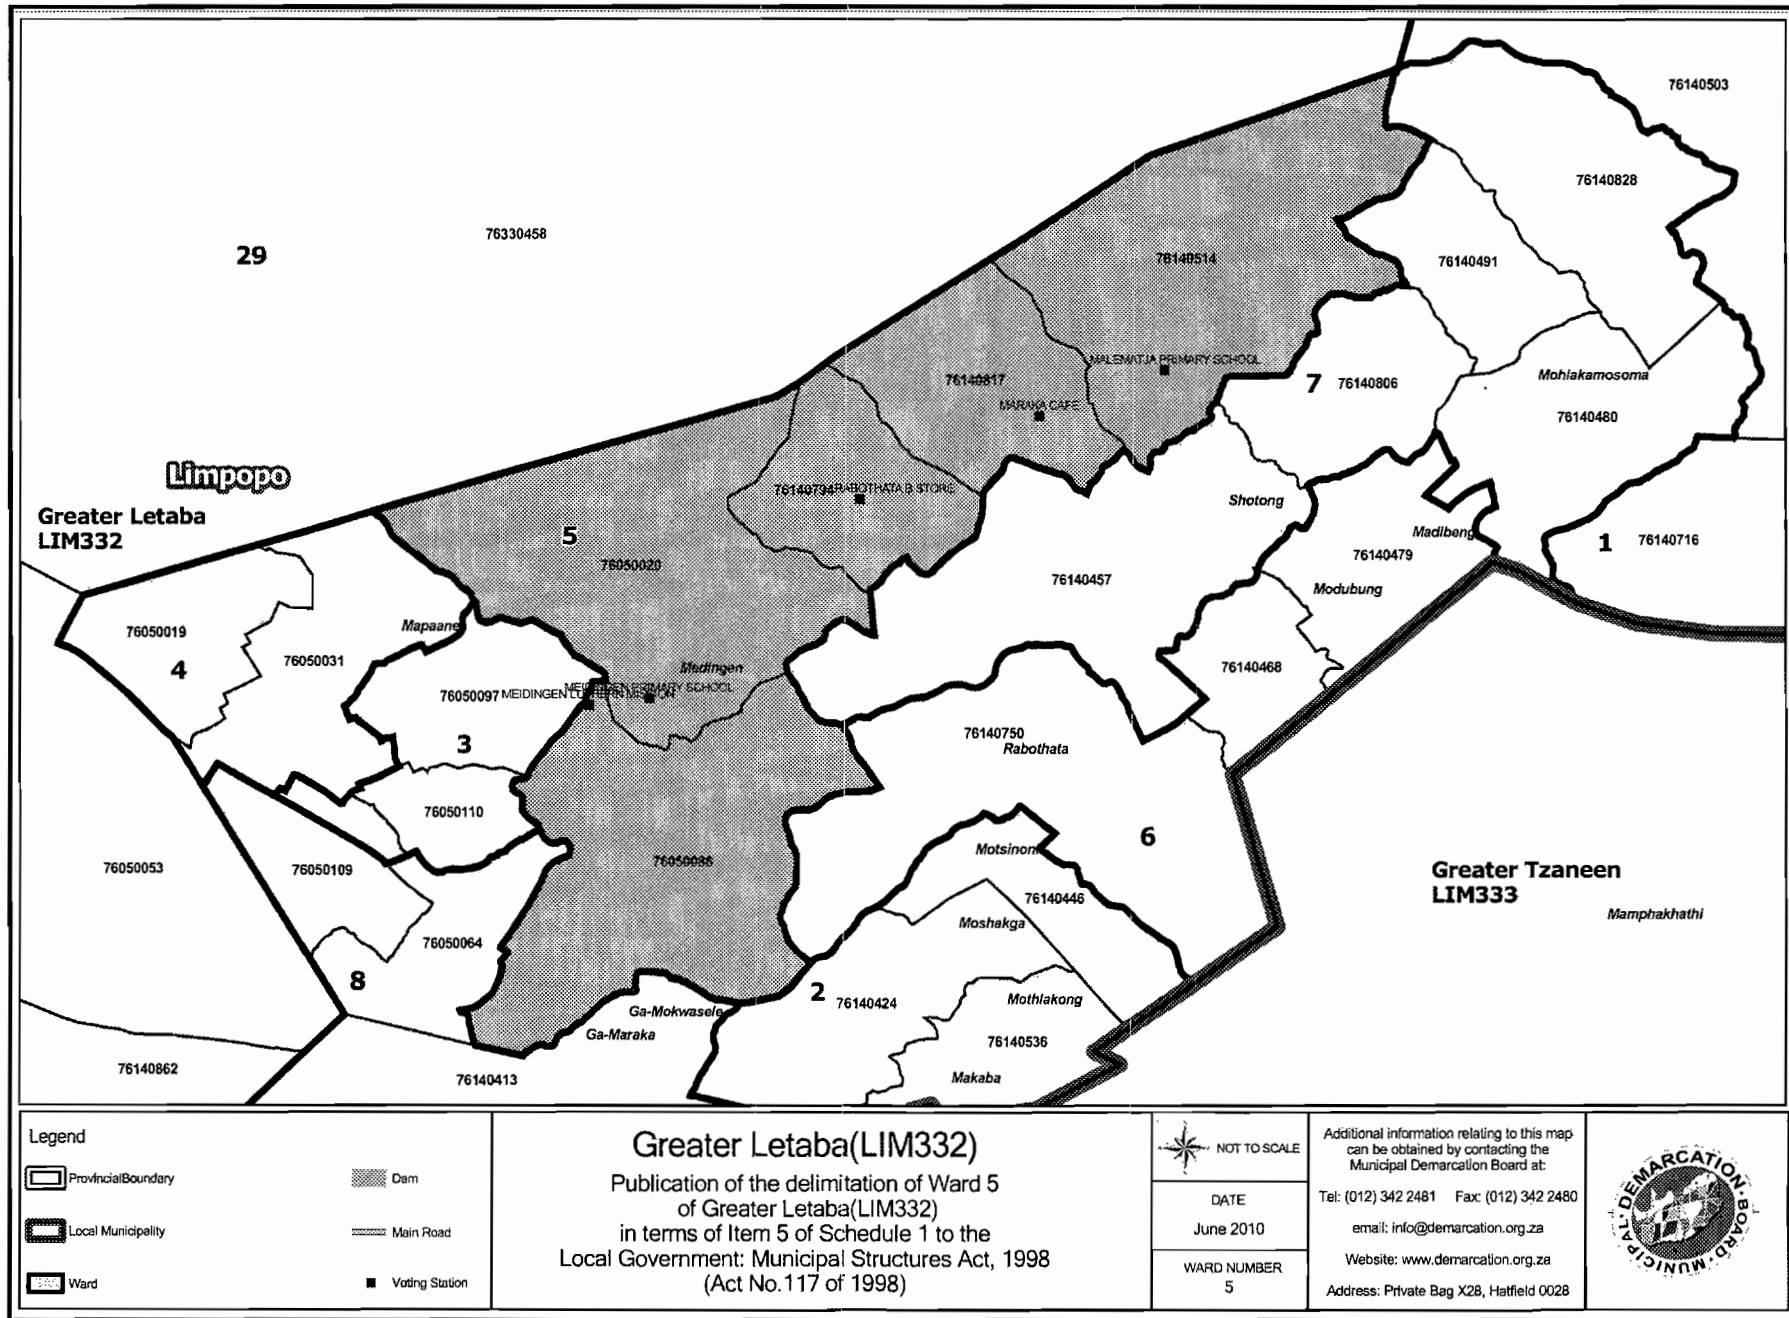 76140503
76140828
29
76330458
76140514
76140491
MALEMATJA PRIMARY SCHOOL
76140817
7
76140806
Mohlakamosoma
MARAKA CAFE
76140480
Limpopo
76140794
RABOTHATA B STORE
Shotong
Greater Letaba
LIM332
5
Madibeng
1
76140716
76050020
76140457
76140479
Modubung
76050019
Mapaane
4
76050031
Medingen
76140468
76050097
MEIDINGEN PRIMARY SCHOOL
MEIDINGEN LUTHERN MISSION
3
76140750
Rabothata
76050110
6
Motsinoni
76050053
76050109
76050086
Greater Tzaneen
LIM333
76140446
Mamphakhathi
Moshakga
76050064
8
2
76140424
Mothlakong
Ga-Mokwasele
Ga-Maraka
76140536
76140862
76140413
Makaba
Legend
ProvincialBoundary
Dam
Local Municipality
Main Road
Ward
Voting Station
Greater Letaba(LIM332)
Publication of the delimitation of Ward 5
of Greater Letaba(LIM332)
in terms of Item 5 of Schedule 1 to the
Local Government: Municipal Structures Act, 1998
(Act No.117 of 1998)
NOT TO SCALE
DATE
June 2010
WARD NUMBER
5
Additional information relating to this map
can be obtained by contacting the
Municipal Demarcation Board at:
Tel: (012) 342 2481 Fax: (012) 342 2480
email: info@demarcation.org.za
Website: www.demarcation.org.za
Address: Private Bag X28, Hatfield 0028
MUNICIPAL DEMARCATION BOARD